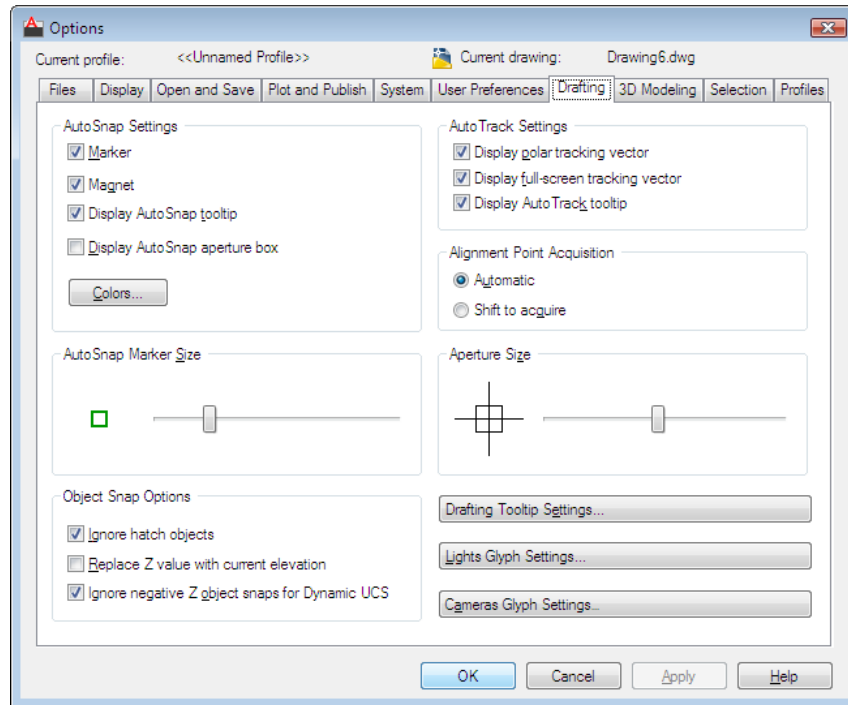 Options
Current profile: <<Unnamed Profile>> Current drawing: Drawing6.dwg
Files Display Open and Save Plot and Publish System User Preferences Drafting 3D Modeling Selection Profiles
AutoSnap Settings
Marker
Magnet
Display AutoSnap tooltip
Display AutoSnap aperture box
Colors...
AutoTrack Settings
Display polar tracking vector
Display full-screen tracking vector
Display AutoTrack tooltip
Alignment Point Acquisition
Automatic
Shift to acquire
AutoSnap Marker Size
Aperture Size
Object Snap Options
Ignore hatch objects
Replace Z value with current elevation
Ignore negative Z object snaps for Dynamic UCS
Drafting Tooltip Settings...
Lights Glyph Settings...
Cameras Glyph Settings...
OK Cancel Apply Help